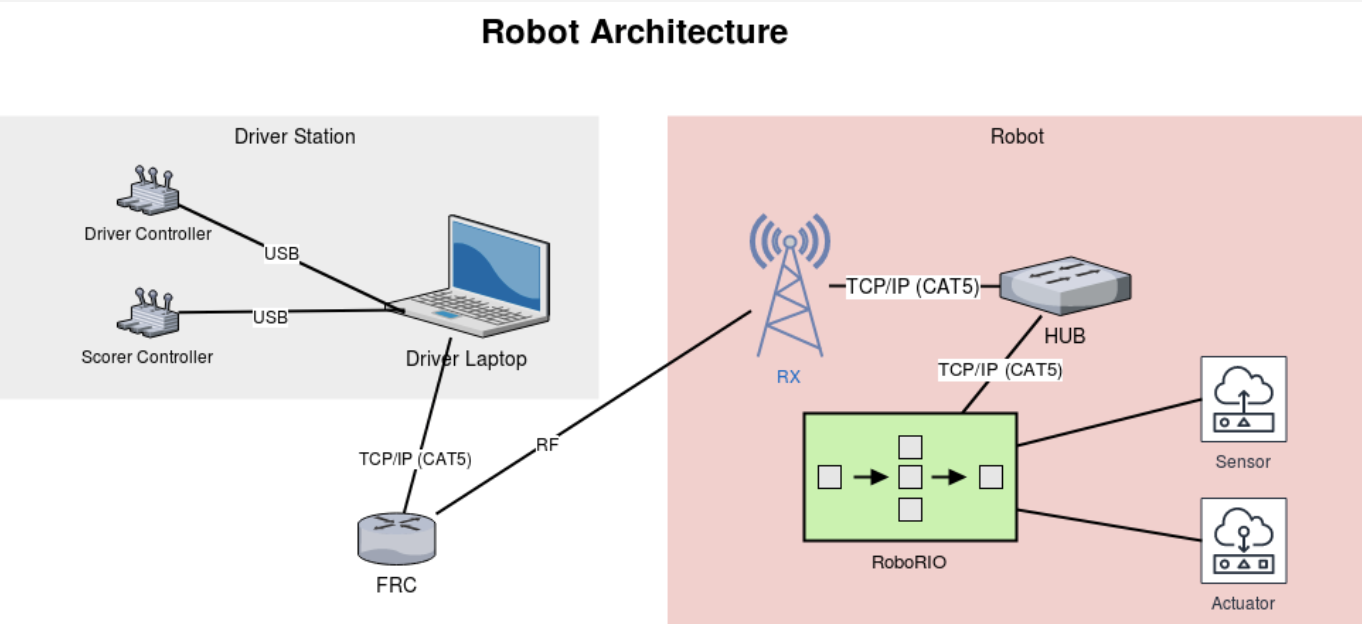 Robot Architecture
Driver Station
Driver Controller
USB
Scorer Controller
USB
Driver Laptop
TCP/IP (CAT5)
FRC
RF
Robot
RX
TCP/IP (CAT5)
HUB
TCP/IP (CAT5)
RoboRIO
Sensor
Actuator